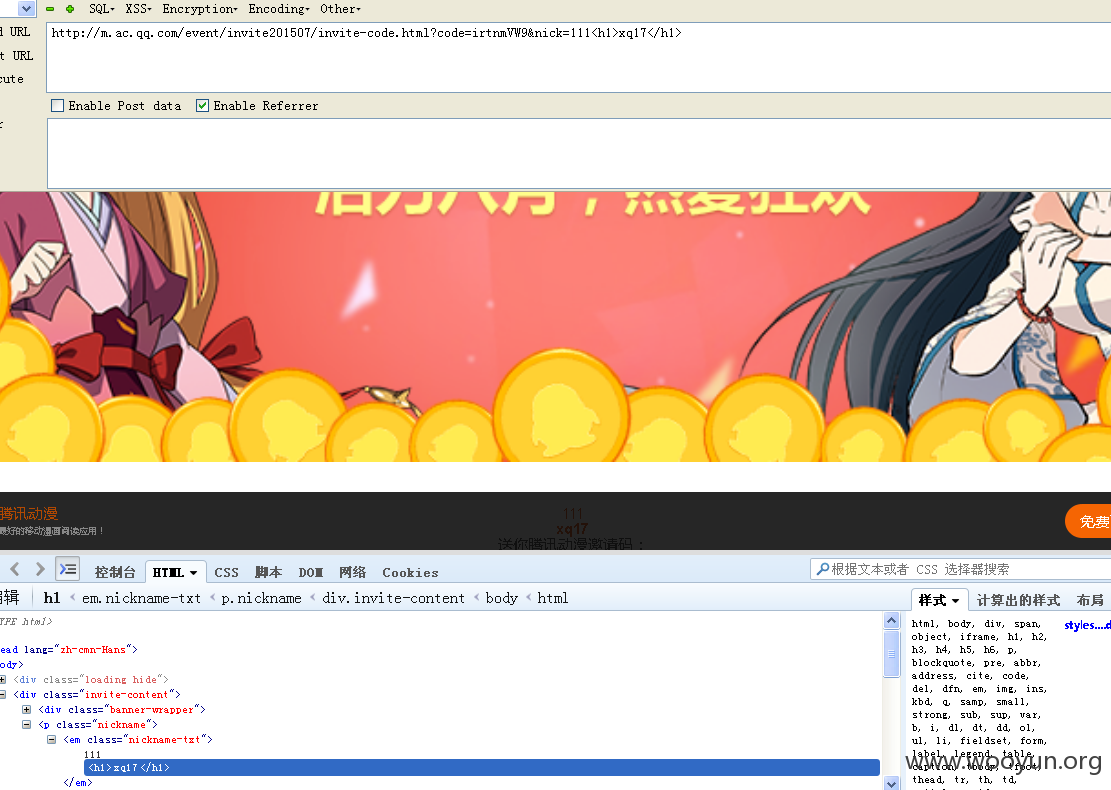 SQL▾ XSS▾ Encryption▾ Encoding▾ Other▾
d URL
http://m.ac.qq.com/event/invite201507/invite-code.html?code=irtnmVW9&nick=111<h1>xq17</h1>
t URL
cute
Enable Post data Enable Referrer
r
活力八月，热爱狂欢
腾讯动漫
最好的移动漫画阅读应用！
111
xq17
送你腾讯动漫邀请码：
免费
控制台 HTML CSS 脚本 DOM 网络 Cookies
根据文本或者 CSS 选择器搜索
辑 h1 < em.nickname-txt < p.nickname < div.invite-content < body < html
样式 计算出的样式 布局
YPE html>
ead lang="zh-cmn-Hans">
ody>
<div class="loading hide">
<div class="invite-content">
<div class="banner-wrapper">
<p class="nickname">
<em class="nickname-txt">
111
<h1>xq17</h1>
</em>
html, body, div, span,
styles....d
object, iframe, h1, h2,
h3, h4, h5, h6, p,
blockquote, pre, abbr,
address, cite, code,
del, dfn, em, img, ins,
kbd, q, samp, small,
strong, sub, sup, var,
b, i, dl, dt, dd, ol,
ul, li, fieldset, form,
label, legend, table,
caption, tbody, tfoot,
thead, tr, th, td,
www.wooyun.org